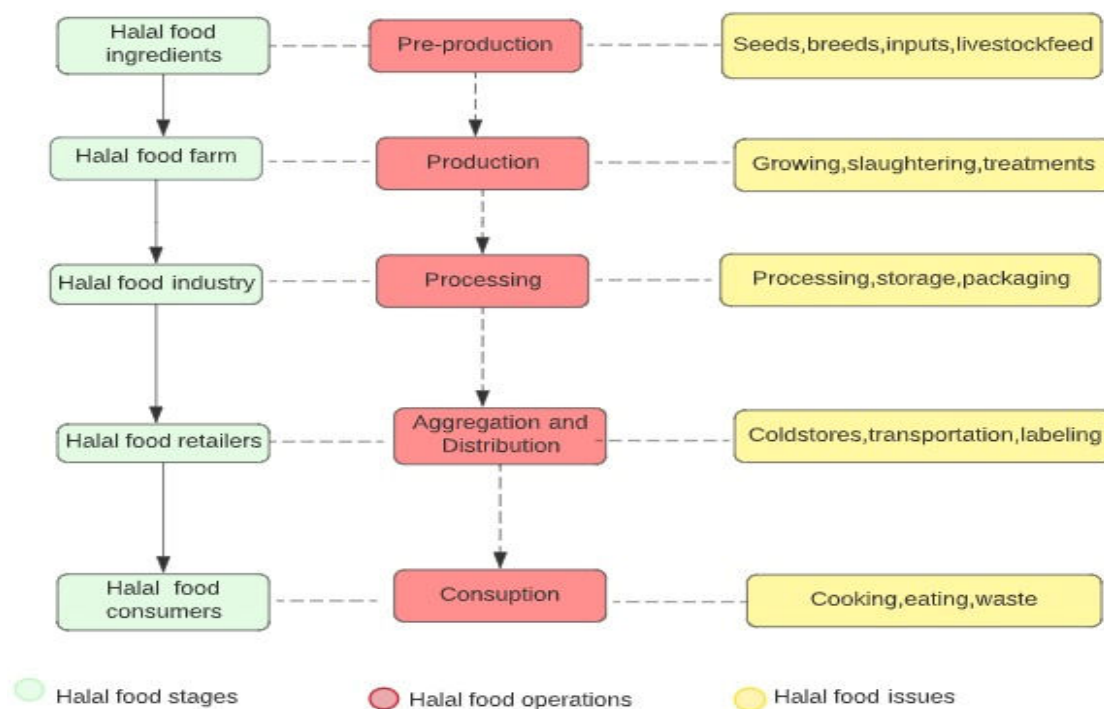 Halal food
ingredients
Pre-production
Seeds,breeds,inputs,livestockfeed
Halal food farm
Production
Growing,slaughtering,treatments
Halal food industry
Processing
Processing,storage,packaging
Halal food retailers
Aggregation and
Distribution
Coldstores,transportation,labeling
Halal food
consumers
Consuption
Cooking,eating,waste
Halal food stages
Halal food operations
Halal food issues